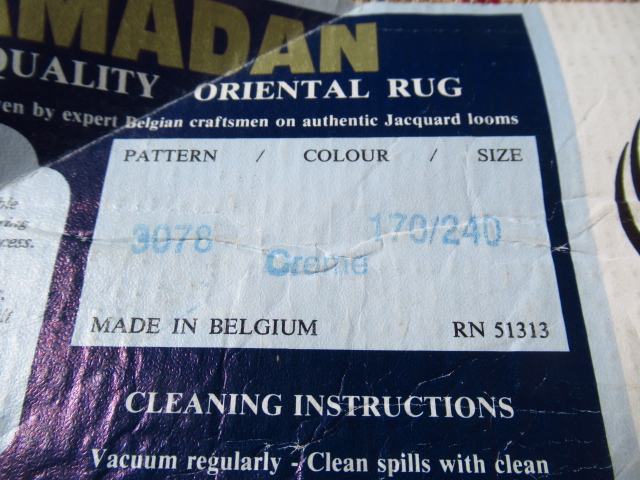 AMADAN
QUALITY ORIENTAL RUG
by expert Belgian craftsmen on authentic Jacquard looms
PATTERN / COLOUR / SIZE
3078 170/240
Creme
MADE IN BELGIUM RN 51313
CLEANING INSTRUCTIONS
Vacuum regularly - Clean spills with clean